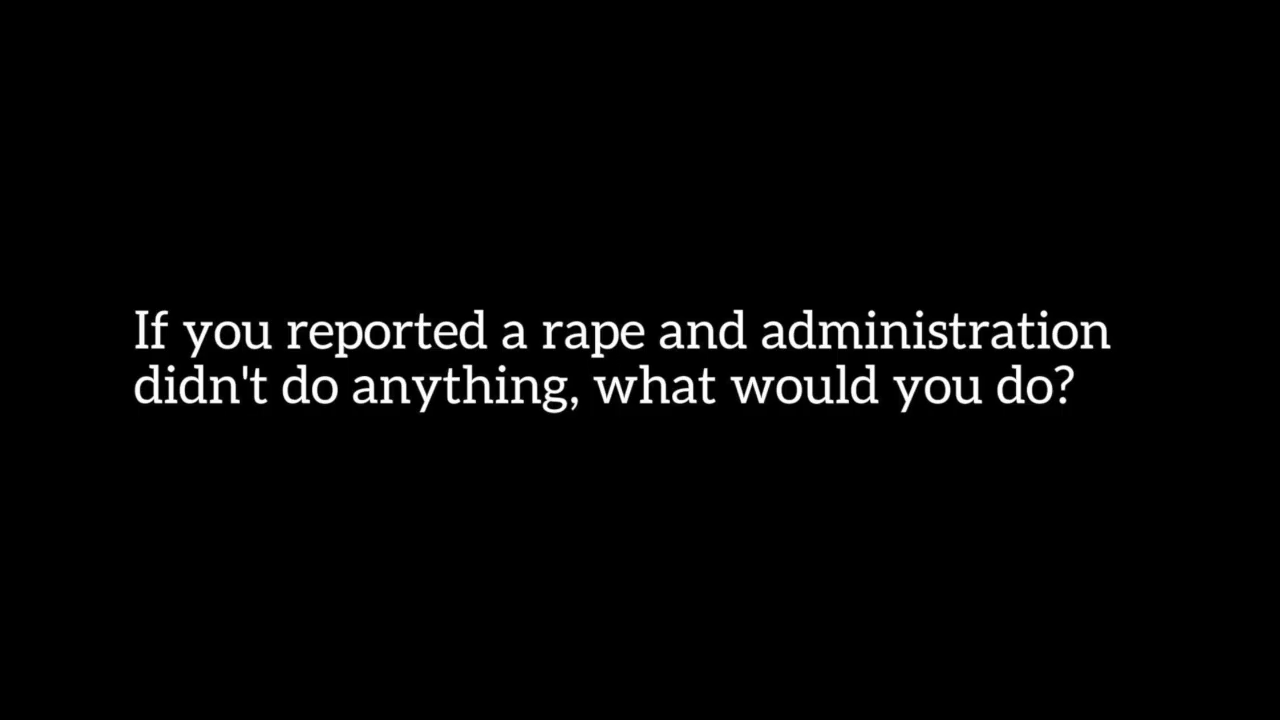 If you reported a rape and administration
didn't do anything, what would you do?